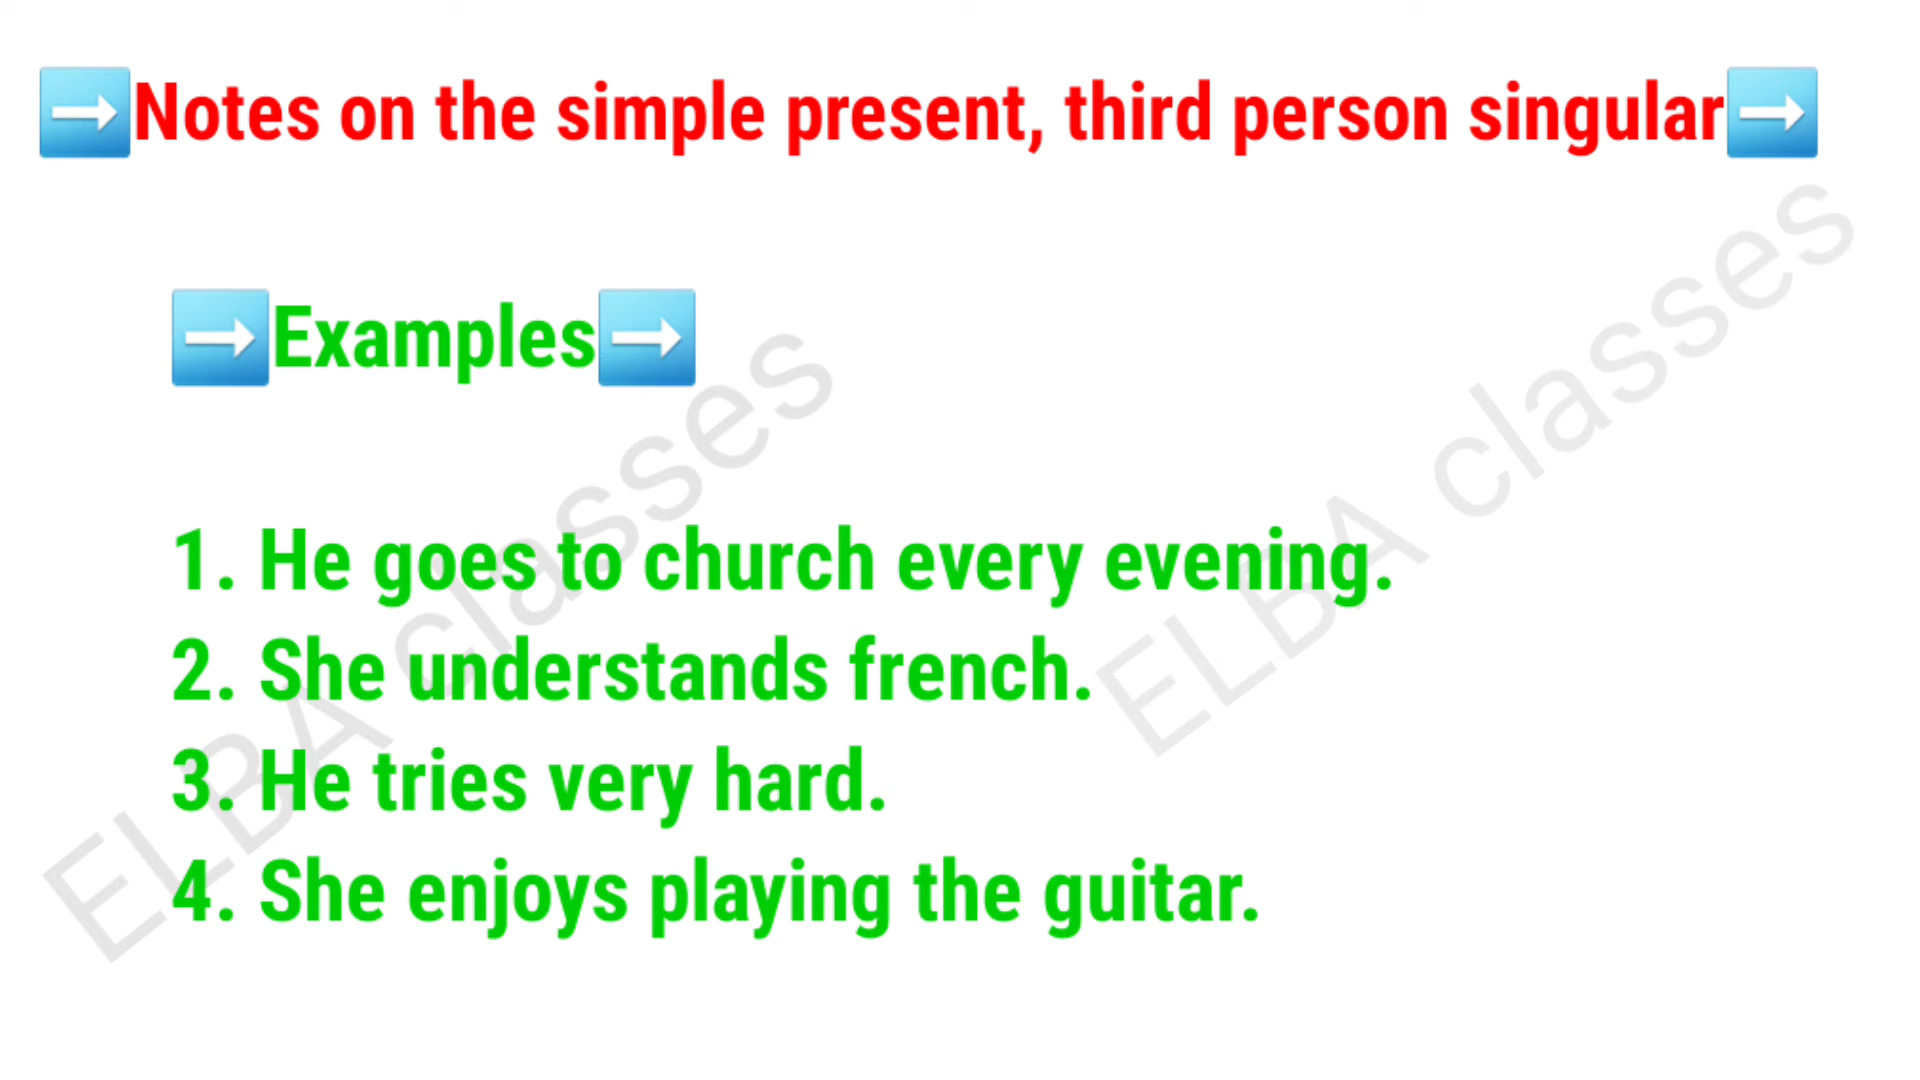 ➡Notes on the simple present, third person singular➡
➡Examples➡
1. He goes to church every evening.
2. She understands french.
3. He tries very hard.
4. She enjoys playing the guitar.
ELBA classes
ELBA classes